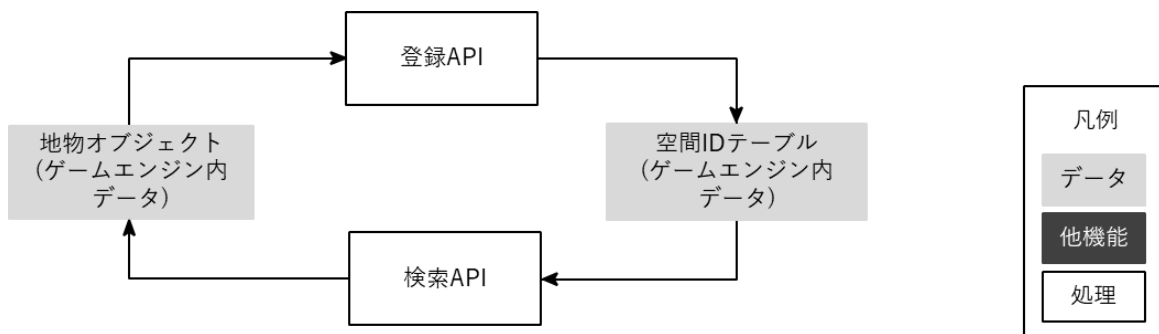 登録API
地物オブジェクト
(ゲームエンジン内
データ)
空間IDテーブル
(ゲームエンジン内
データ)
検索API
凡例
データ
他機能
処理